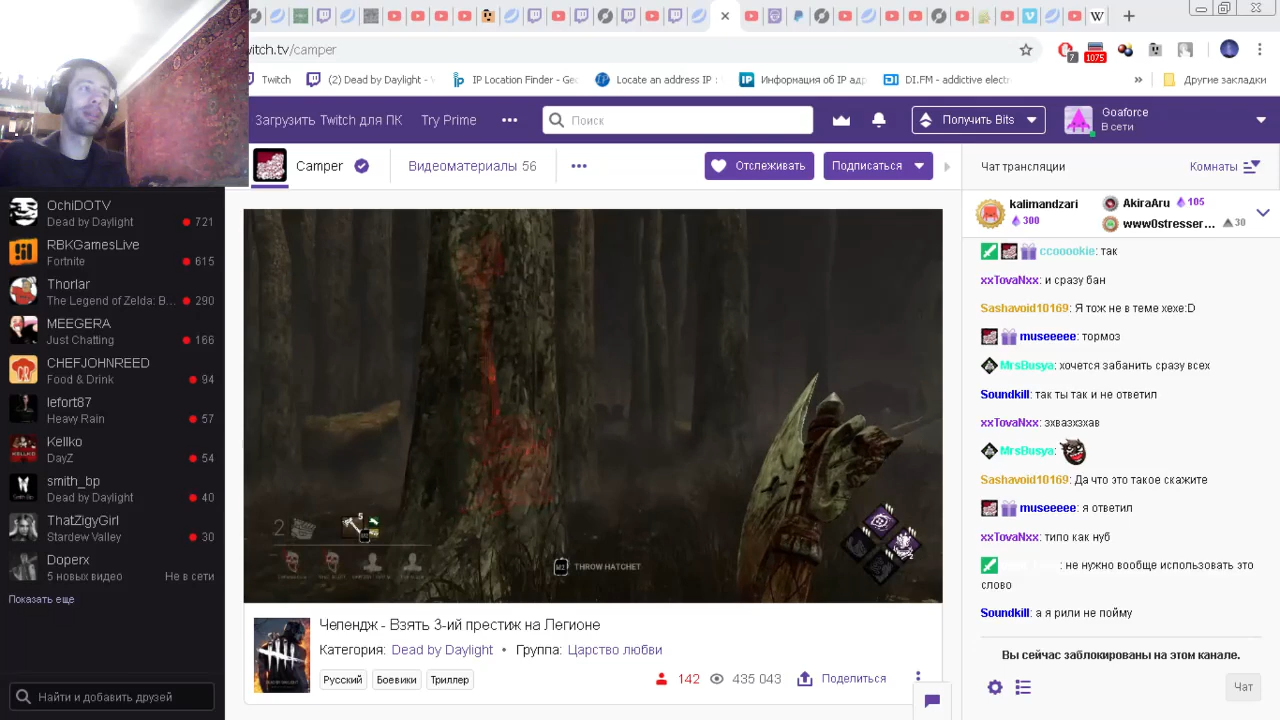 itch.tv/camper
7
1075
Twitch
(2) Dead by Daylight -
IP Location Finder - Geo
Locate an address IP :
Информация об IP адр
DI.FM - addictive electr
»
Другие закладки
Загрузить Twitch для ПК
Try Prime
Поиск
Получить Bits
Goaforce
В сети
Camper
Видеоматериалы 56
Отслеживать
Подписаться
Чат трансляции
Комнаты
OchiDOTV
Dead by Daylight
721
RBKGamesLive
Fortnite
615
Thorlar
The Legend of Zelda: B...
290
MEEGERA
Just Chatting
166
CHEFJOHNREED
Food & Drink
94
lefort87
Heavy Rain
57
Kellko
DayZ
54
smith_bp
Dead by Daylight
40
ThatZigyGirl
Stardew Valley
30
Doperx
5 новых видео
Не в сети
Показать еще
Найти и добавить друзей
2
5
M2
THROW HATCHET
Челендж - Взять 3-ий престиж на Легионе
Категория: Dead by Daylight • Группа: Царство любви
Русский
Боевики
Триллер
142
435 043
Поделиться
kalimandzari
300
AkiraAru 105
www0stresser... 30
ccooookie: так
xxTovaNxx: и сразу бан
Sashavoid10169: Я тож не в теме хехе:D
museeeee: тормоз
MrsBusya: хочется забанить сразу всех
Soundkill: так ты так и не ответил
xxTovaNxx: зхвазхзхав
MrsBusya:
Sashavoid10169: Да что это такое скажите
museeeee: я ответил
xxTovaNxx: типо как нуб
: не нужно вообще использовать это
слово
Soundkill: а я рили не пойму
Вы сейчас заблокированы на этом канале.
Чат